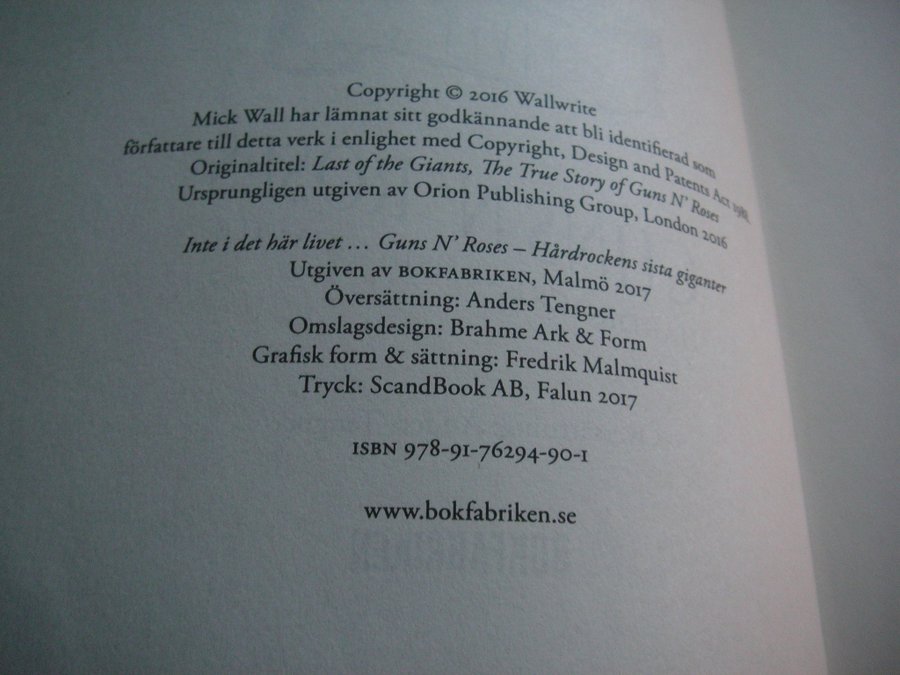 Copyright © 2016 Wallwrite
Mick Wall har lämnat sitt godkännande att bli identifierad som
författare till detta verk i enlighet med Copyright, Design and Patents Act 1988.
Originaltitel: Last of the Giants, The True Story of Guns N’ Roses
Ursprungligen utgiven av Orion Publishing Group, London 2016
Inte i det här livet … Guns N’ Roses – Hårdrockens sista giganter
Utgiven av BOKFABRIKEN, Malmö 2017
Översättning: Anders Tengner
Omslagsdesign: Brahme Ark & Form
Grafisk form & sättning: Fredrik Malmquist
Tryck: ScandBook AB, Falun 2017
ISBN 978-91-76294-90-1
www.bokfabriken.se